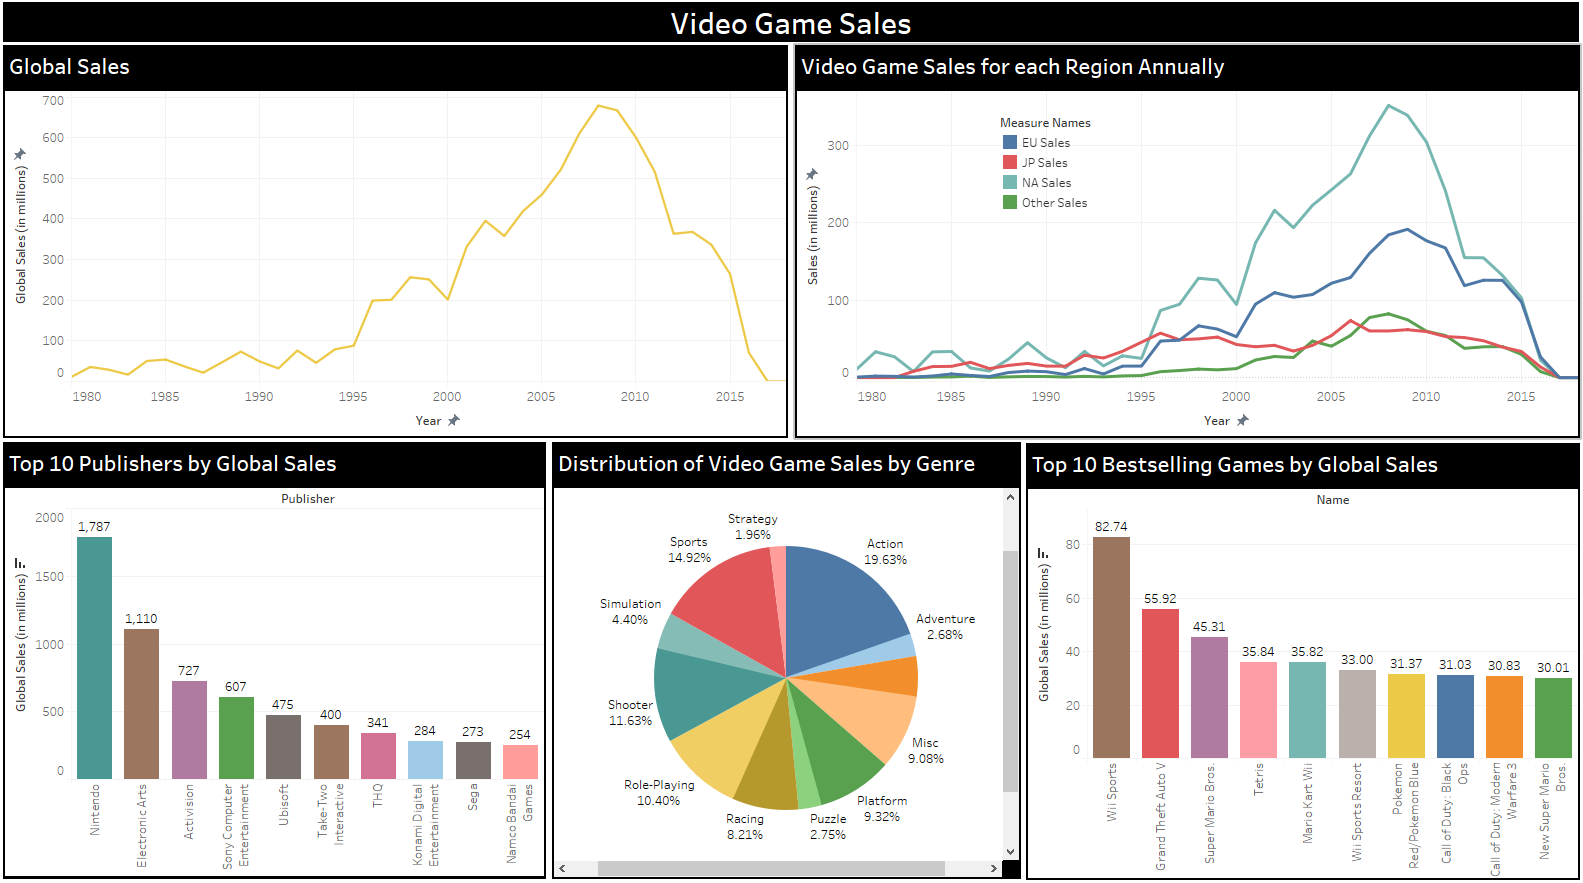 Video Game Sales
Global Sales
700
600
500
400
300
200
100
0
Global Sales (in millions)
1980
1985
1990
1995
2000
2005
2010
2015
Year
Video Game Sales for each Region Annually
Measure Names
EU Sales
JP Sales
NA Sales
Other Sales
300
200
100
0
Sales (in millions)
1980
1985
1990
1995
2000
2005
2010
2015
Year
Top 10 Publishers by Global Sales
Publisher
2000
1500
1000
500
0
Global Sales (in millions)
1,787
1,110
727
607
475
400
341
284
273
254
Nintendo
Electronic Arts
Activision
Sony Computer
Entertainment
Ubisoft
Take-Two
Interactive
THQ
Konami Digital
Entertainment
Sega
Namco Bandai
Games
Distribution of Video Game Sales by Genre
Strategy
1.96%
Action
19.63%
Adventure
2.68%
Misc
9.08%
Platform
9.32%
Puzzle
2.75%
Racing
8.21%
Role-Playing
10.40%
Shooter
11.63%
Simulation
4.40%
Sports
14.92%
Top 10 Bestselling Games by Global Sales
Name
80
60
40
20
0
Global Sales (in millions)
82.74
55.92
45.31
35.84
35.82
33.00
31.37
31.03
30.83
30.01
Wii Sports
Grand Theft Auto V
Super Mario Bros.
Tetris
Mario Kart Wii
Wii Sports Resort
Pokemon
Red/Pokemon Blue
Call of Duty: Black
Ops
Call of Duty: Modern
Warfare 3
New Super Mario
Bros.